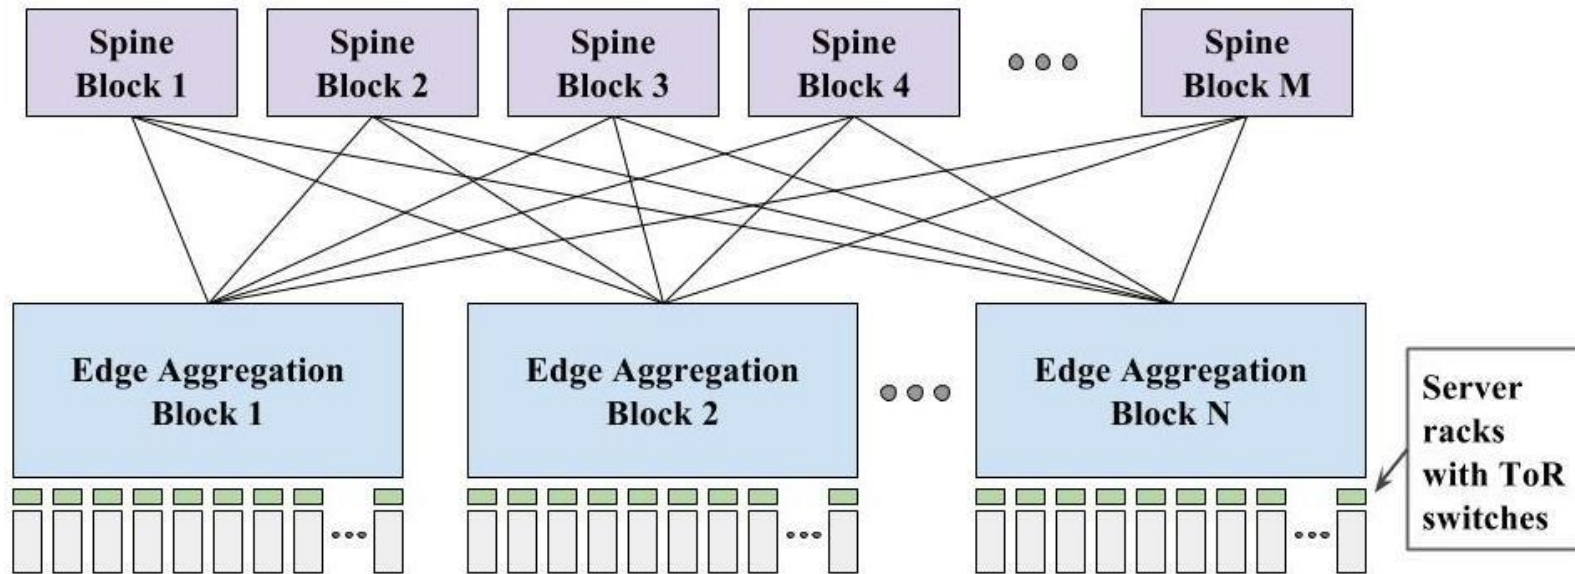 Spine
Block 1
Spine
Block 2
Spine
Block 3
Spine
Block 4
Spine
Block M
Edge Aggregation
Block 1
Edge Aggregation
Block 2
Edge Aggregation
Block N
Server
racks
with ToR
switches